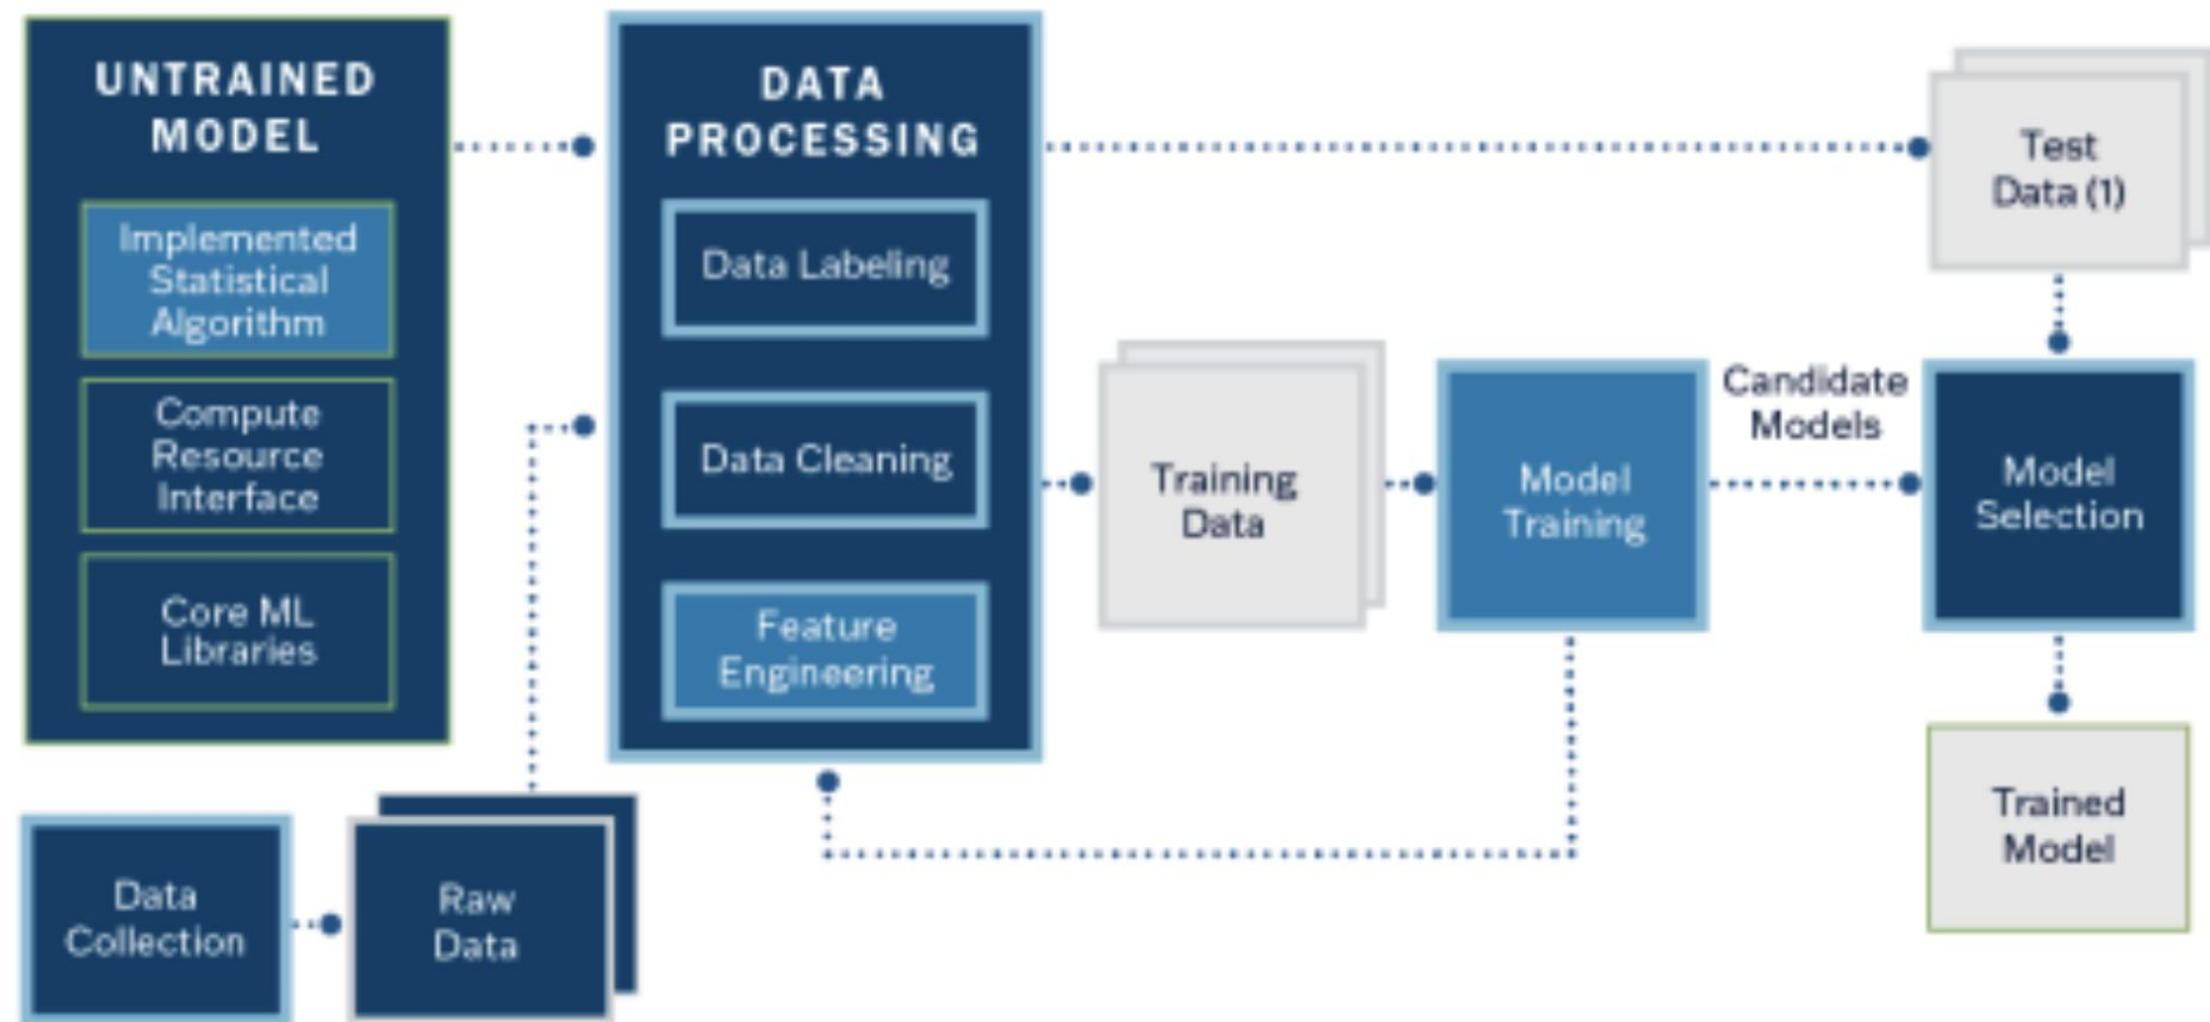 UNTRAINED
MODEL
Implemented
Statistical
Algorithm
Compute
Resource
Interface
Core ML
Libraries
Data
Collection
Raw
Data
DATA
PROCESSING
Data Labeling
Data Cleaning
Feature
Engineering
Training
Data
Model
Training
Candidate
Models
Test
Data (1)
Model
Selection
Trained
Model